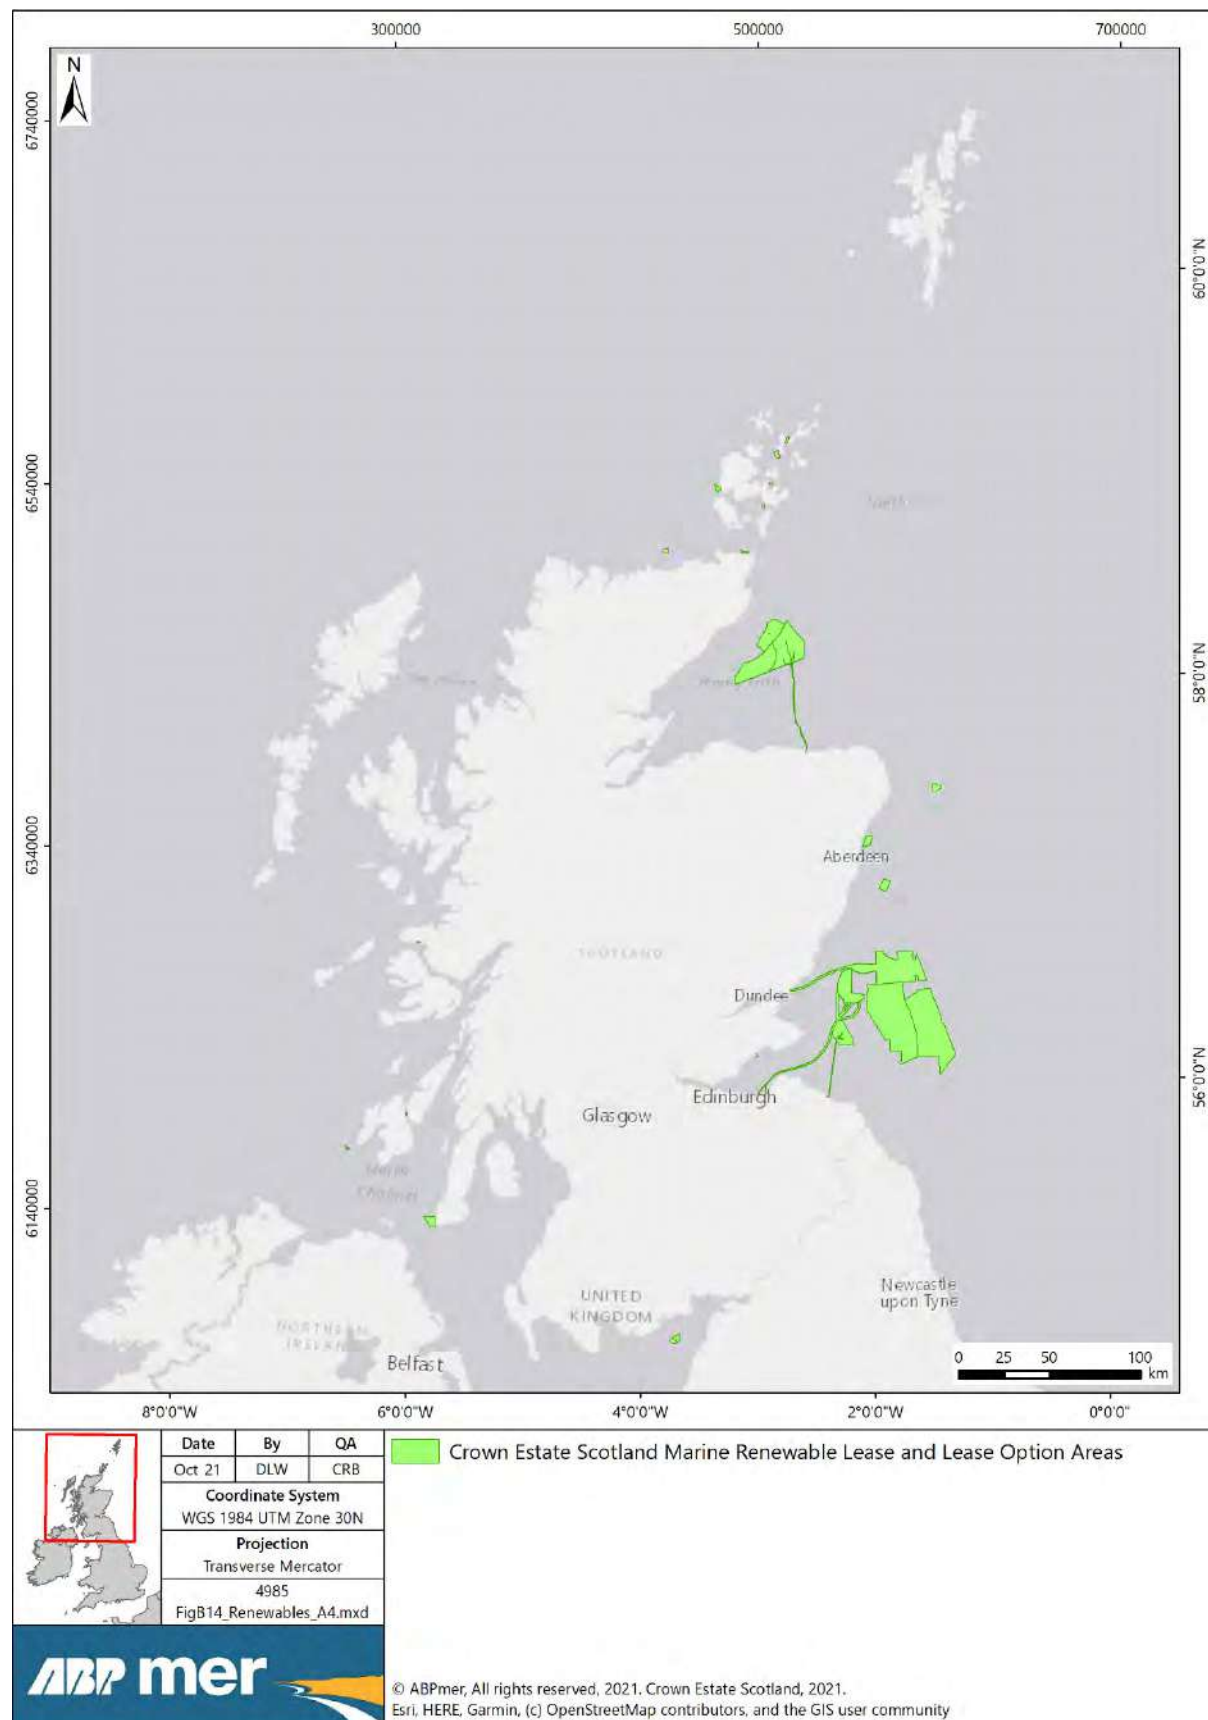 300000
500000
700000
N
6740000
60°0'0"N
6540000
58°0'0"N
6340000
Aberdeen
SCOTLAND
Dundee
Edinburgh
56°0'0"N
Glasgow
Channel
6140000
Newcastle
upon Tyne
UNITED
KINGDOM
NORTHERN
IRELAND
Belfast
0 25 50 100
km
8°0'0"W
6°0'0"W
4°0'0"W
2°0'0"W
0°0'0"
Date By QA
Oct 21 DLW CRB
Coordinate System
WGS 1984 UTM Zone 30N
Projection
Transverse Mercator
4985
FigB14_Renewables_A4.mxd
Crown Estate Scotland Marine Renewable Lease and Lease Option Areas
ABPmer
© ABPmer, All rights reserved, 2021. Crown Estate Scotland, 2021.
Esri, HERE, Garmin, (c) OpenStreetMap contributors, and the GIS user community